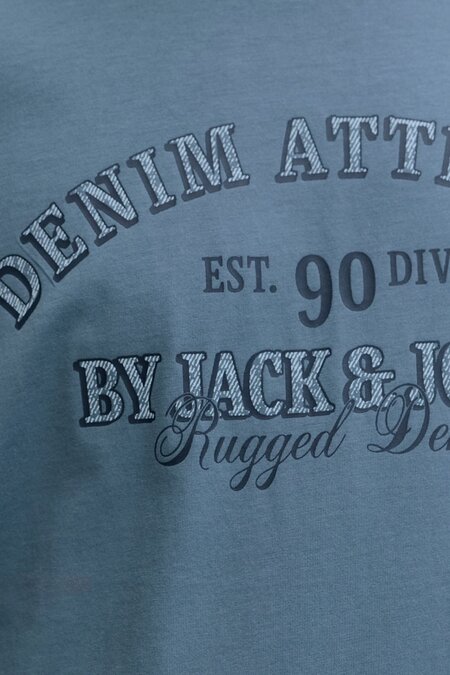 DENIM ATT
EST. 90 DIV
BY JACK & JO
Rugged De